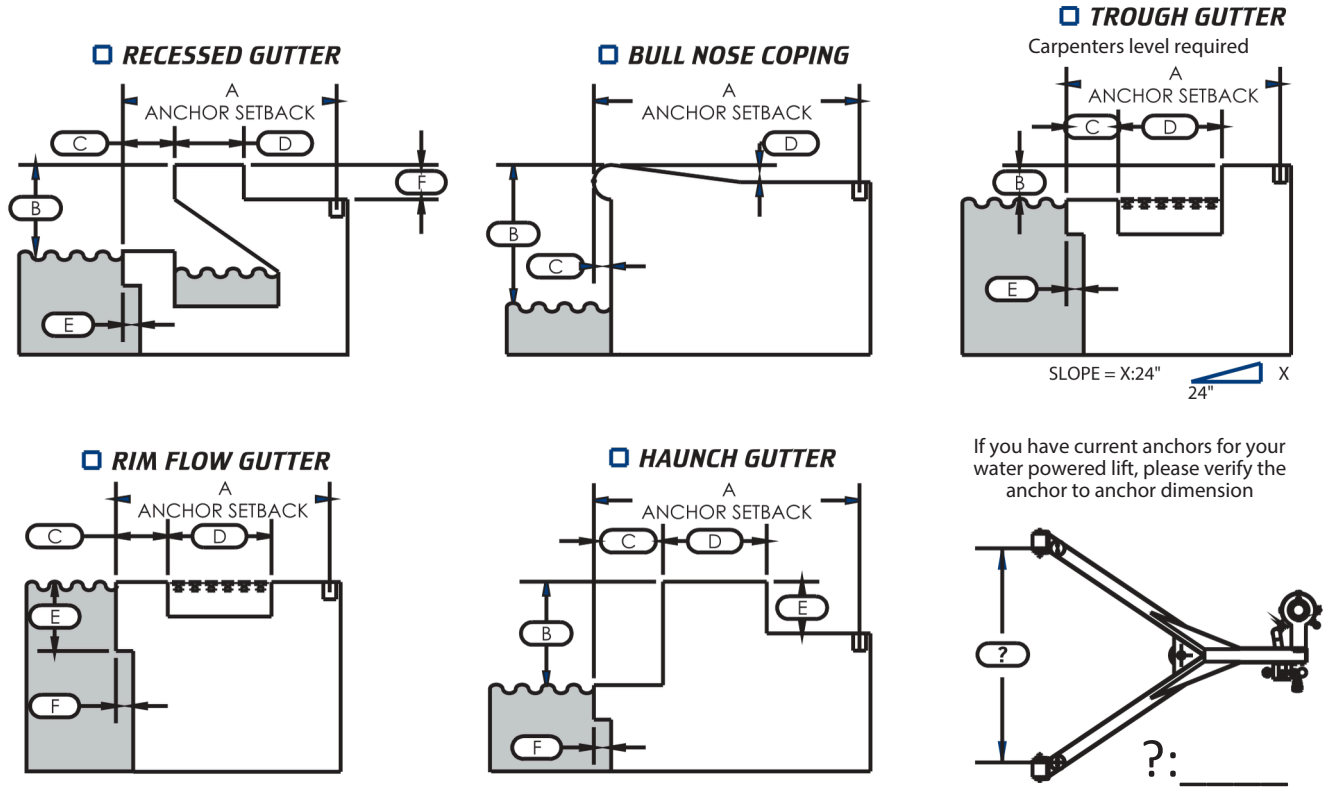 RECESSED GUTTER
A
ANCHOR SETBACK
C
D
B
F
E
BULL NOSE COPING
A
ANCHOR SETBACK
D
B
C
TROUGH GUTTER
Carpenters level required
A
ANCHOR SETBACK
C
D
B
E
SLOPE = X:24"
24"
X
RIM FLOW GUTTER
A
ANCHOR SETBACK
C
D
E
F
HAUNCH GUTTER
A
ANCHOR SETBACK
C
D
B
E
F
If you have current anchors for your
water powered lift, please verify the
anchor to anchor dimension
?
?:______